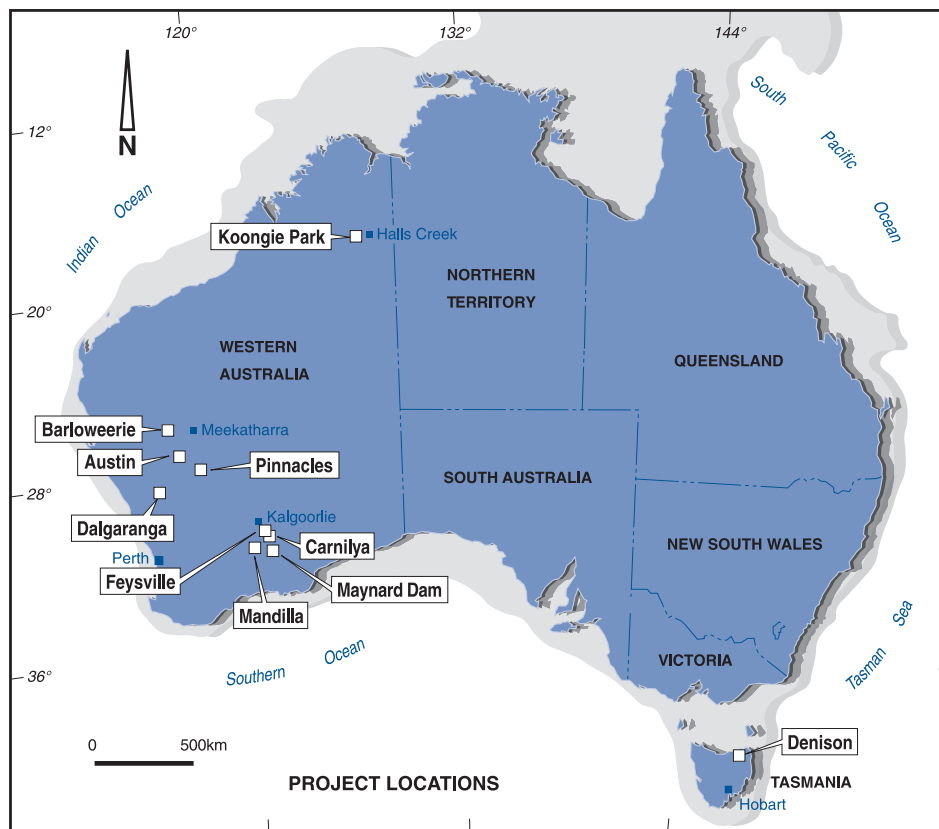 120°
132°
144°
12°
20°
28°
36°
N
Indian Ocean
South Pacific Ocean
Koongie Park
Halls Creek
NORTHERN
TERRITORY
WESTERN
AUSTRALIA
QUEENSLAND
Barloweerie
Meekatharra
Austin
Pinnacles
SOUTH AUSTRALIA
Dalgaranga
Kalgoorlie
Carnilya
NEW SOUTH WALES
Perth
Feysville
Maynard Dam
Mandilla
Southern Ocean
VICTORIA
Tasman Sea
0 500km
Denison
PROJECT LOCATIONS
TASMANIA
Hobart